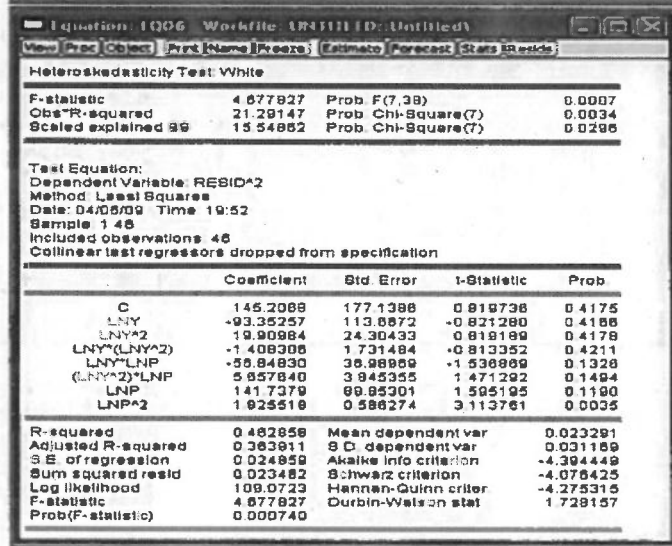 Equation: EQ06 Workfile: UNTITLED::Untitled\
View Proc Object Print Name Freeze Estimate Forecast Stats Resids
Heteroskedasticity Test: White
F-statistic 4.677827 Prob. F(7,38) 0.0007
Obs*R-squared 21.29147 Prob. Chi-Square(7) 0.0034
Scaled explained SS 15.54862 Prob. Chi-Square(7) 0.0296
Test Equation:
Dependent Variable: RESID^2
Method: Least Squares
Date: 04/06/09 Time: 19:52
Sample: 1 46
Included observations: 46
Collinear test regressors dropped from specification
Coefficient Std. Error t-Statistic Prob.
C 145.2069 177.1386 0.819736 0.4175
LNY -93.35257 113.6672 -0.821280 0.4166
LNY^2 19.90984 24.30433 0.819189 0.4178
LNY*(LNY^2) -1.408306 1.731484 -0.813352 0.4211
LNY*LNP -56.84830 36.98969 -1.536869 0.1326
(LNY^2)*LNP 5.657640 3.845355 1.471292 0.1494
LNP 141.7379 88.85301 1.595195 0.1190
LNP^2 1.825518 0.586274 3.113761 0.0035
R-squared 0.462858 Mean dependent var 0.023291
Adjusted R-squared 0.363911 S.D. dependent var 0.031169
S.E. of regression 0.024859 Akaike info criterion -4.394449
Sum squared resid 0.023482 Schwarz criterion -4.076425
Log likelihood 109.0723 Hannan-Quinn criter. -4.275315
F-statistic 4.677827 Durbin-Watson stat 1.728157
Prob(F-statistic) 0.000740